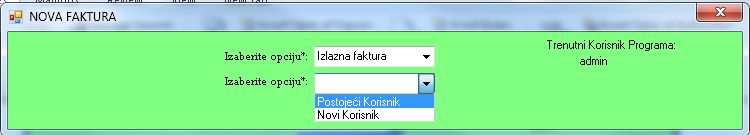 NOVA FAKTURA
Trenutni Korisnik Programa:
admin
Izaberite opciju*: Izlazna faktura
Izaberite opciju*:
Postojeći Korisnik
Novi Korisnik